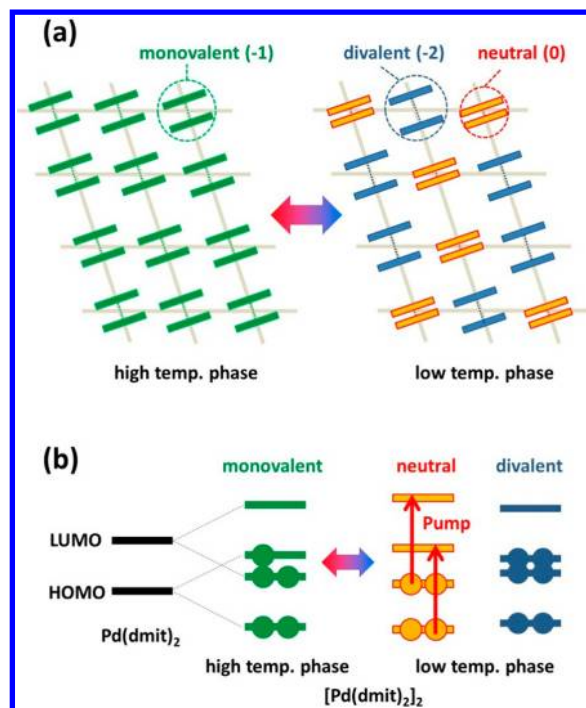 (a)
monovalent (-1)
divalent (-2)
neutral (0)
high temp. phase
low temp. phase
(b)
monovalent
neutral
divalent
LUMO
Pump
HOMO
Pd(dmit)₂
high temp. phase
low temp. phase
[Pd(dmit)₂]₂